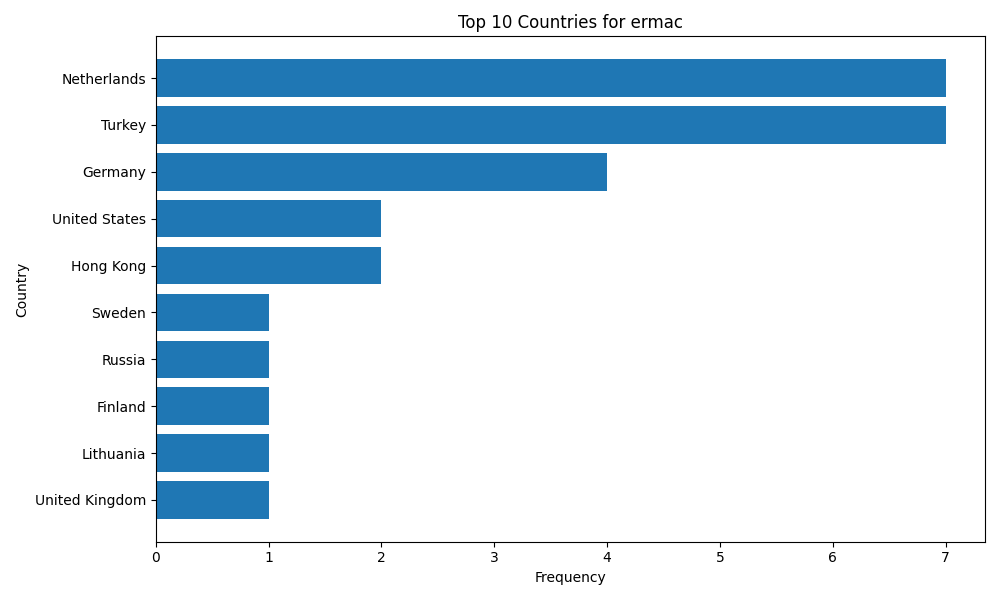 Top 10 Countries for ermac
Country
Netherlands
Turkey
Germany
United States
Hong Kong
Sweden
Russia
Finland
Lithuania
United Kingdom
0 1 2 3 4 5 6 7
Frequency